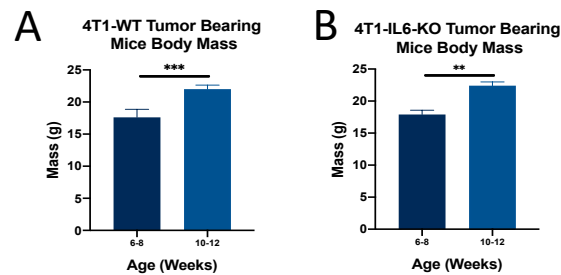 A
4T1-WT Tumor Bearing
Mice Body Mass
***
25
20
15
10
5
0
Mass (g)
6-8
10-12
Age (Weeks)
B
4T1-IL6-KO Tumor Bearing
Mice Body Mass
**
25
20
15
10
5
0
Mass (g)
6-8
10-12
Age (Weeks)